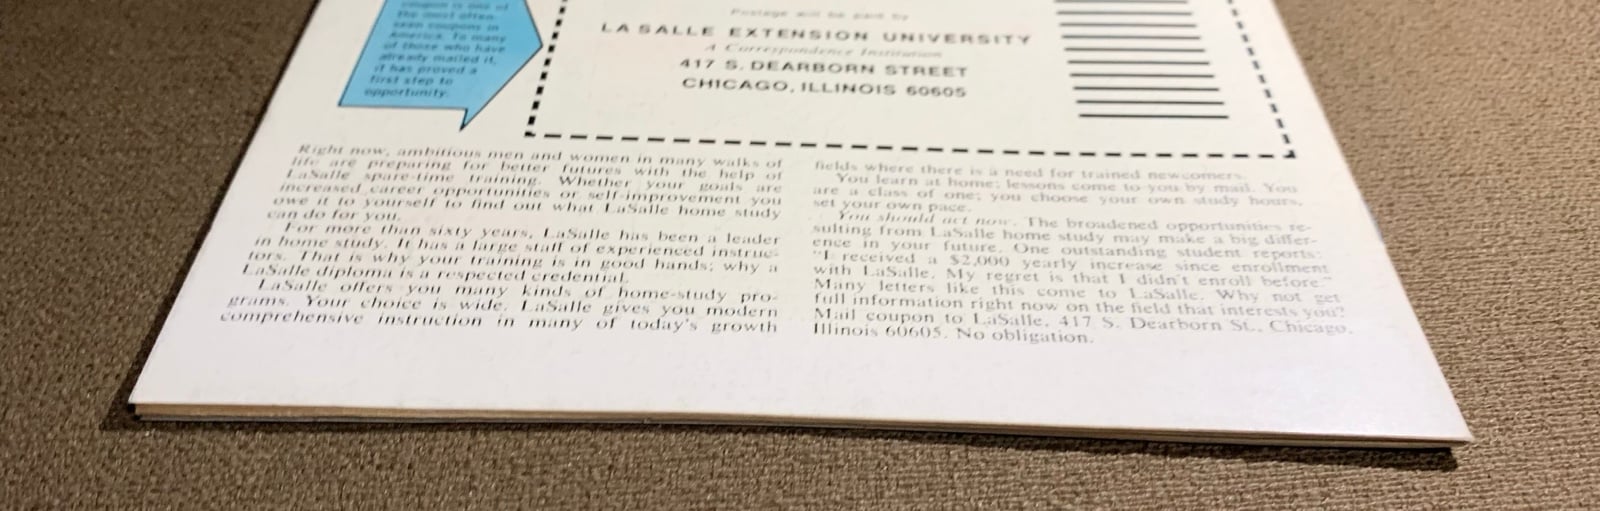 coupon is one of
the most often-
seen coupons in
America. To many
of those who have
already mailed it,
it has proved a
first step to
opportunity.
Postage will be paid by
LA SALLE EXTENSION UNIVERSITY
A Correspondence Institution
417 S. DEARBORN STREET
CHICAGO, ILLINOIS 60605
Right now, ambitious men and women in many walks of
life are preparing for better futures with the help of
LaSalle spare-time training. Whether your goals are
increased career opportunities or self-improvement you
owe it to yourself to find out what LaSalle home study
can do for you.
For more than sixty years, LaSalle has been a leader
in home study. It has a large staff of experienced instruc-
tors. That is why your training is in good hands; why a
LaSalle diploma is a respected credential.
LaSalle offers you many kinds of home-study pro-
grams. Your choice is wide. LaSalle gives you modern
comprehensive instruction in many of today's growth
fields where there is a need for trained newcomers.
You learn at home; lessons come to you by mail. You
are a class of one; you choose your own study hours,
set your own pace.
You should act now. The broadened opportunities re-
sulting from LaSalle home study may make a big differ-
ence in your future. One outstanding student reports:
"I received a $2,000 yearly increase since enrollment
with LaSalle. My regret is that I didn't enroll before."
Many letters like this come to LaSalle. Why not get
full information right now on the field that interests you?
Mail coupon to LaSalle, 417 S. Dearborn St., Chicago,
Illinois 60605. No obligation.